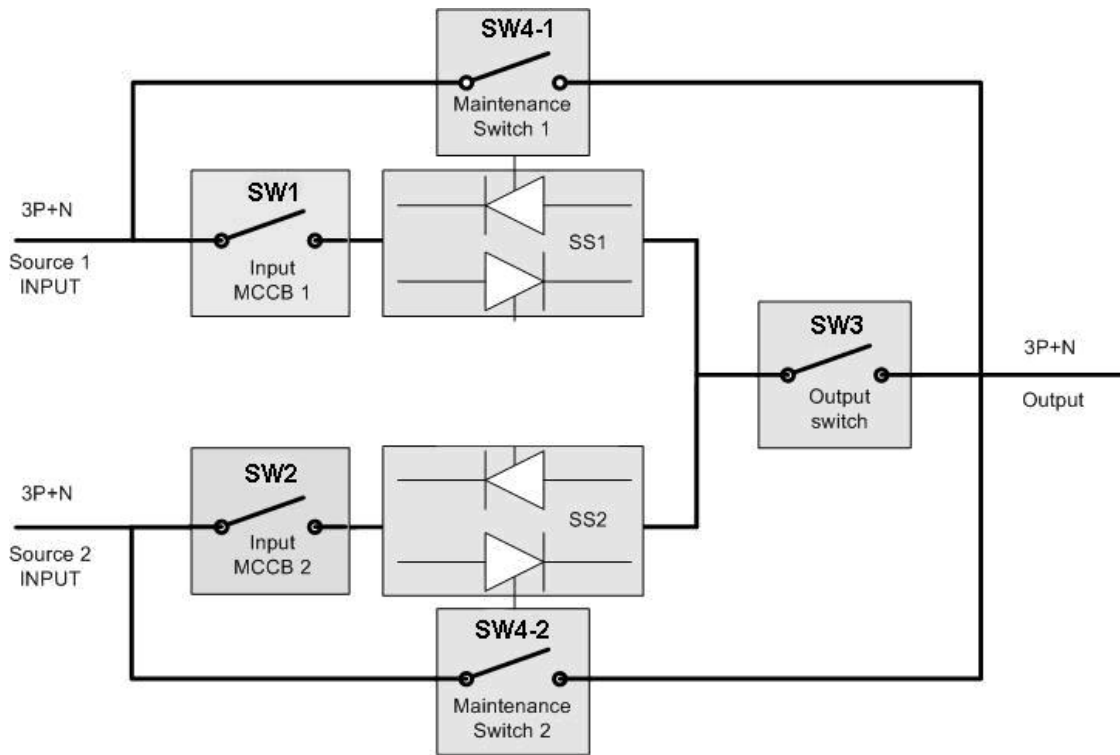 SW4-1
Maintenance
Switch 1
3P+N
Source 1
INPUT
SW1
Input
MCCB 1
SS1
SW3
Output
switch
3P+N
Output
3P+N
Source 2
INPUT
SW2
Input
MCCB 2
SS2
SW4-2
Maintenance
Switch 2